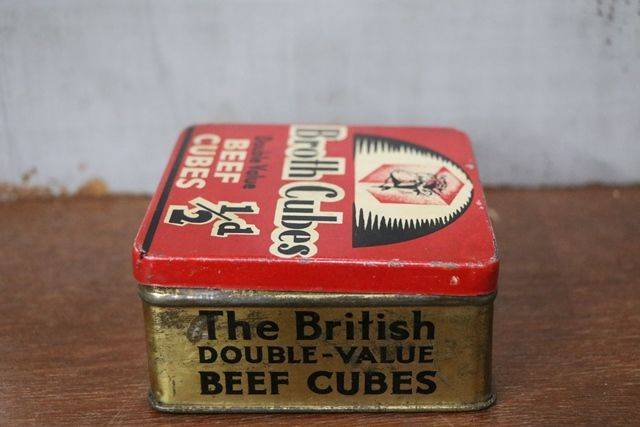 Broth Cubes
Double Value
BEEF
CUBES
½d
The British
DOUBLE-VALUE
BEEF CUBES